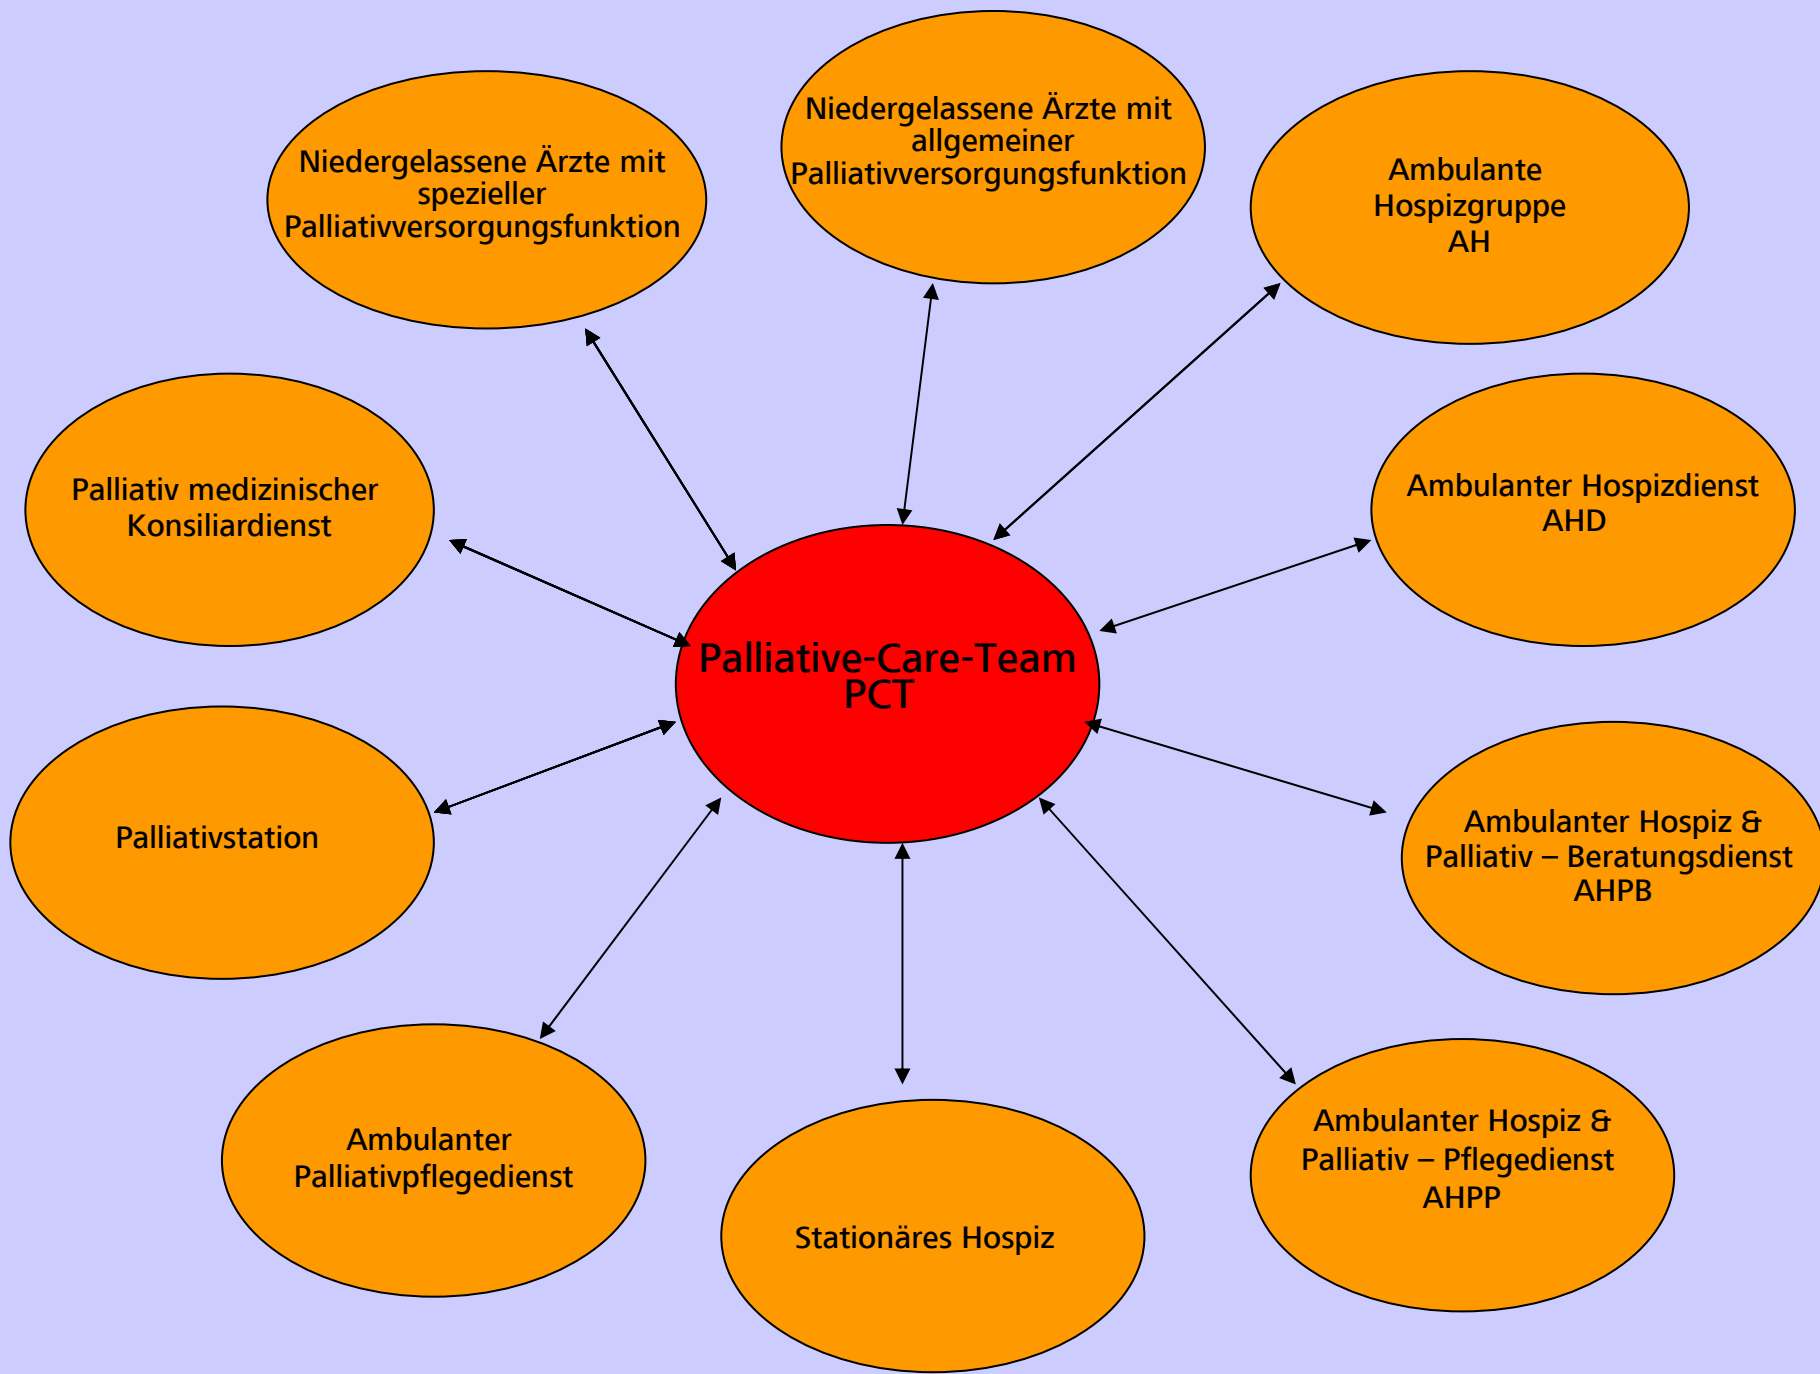 Niedergelassene Ärzte mit
allgemeiner
Palliativversorgungsfunktion
Niedergelassene Ärzte mit
spezieller
Palliativversorgungsfunktion
Ambulante
Hospizgruppe
AH
Palliativ medizinischer
Konsiliardienst
Ambulanter Hospizdienst
AHD
Palliative-Care-Team
PCT
Palliativstation
Ambulanter Hospiz &
Palliativ – Beratungsdienst
AHPB
Ambulanter
Palliativpflegedienst
Stationäres Hospiz
Ambulanter Hospiz &
Palliativ – Pflegedienst
AHPP